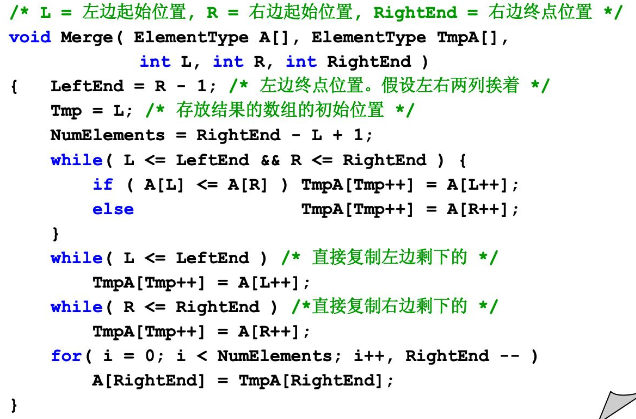 /* L = 左边起始位置, R = 右边起始位置, RightEnd = 右边终点位置 */
void Merge( ElementType A[], ElementType TmpA[],
            int L, int R, int RightEnd )
{   LeftEnd = R - 1; /* 左边终点位置。假设左右两列挨着 */
    Tmp = L; /* 存放结果的数组的初始位置 */
    NumElements = RightEnd - L + 1;
    while( L <= LeftEnd && R <= RightEnd ) {
        if ( A[L] <= A[R] ) TmpA[Tmp++] = A[L++];
        else                TmpA[Tmp++] = A[R++];
    }
    while( L <= LeftEnd ) /* 直接复制左边剩下的 */
        TmpA[Tmp++] = A[L++];
    while( R <= RightEnd ) /*直接复制右边剩下的 */
        TmpA[Tmp++] = A[R++];
    for( i = 0; i < NumElements; i++, RightEnd -- )
        A[RightEnd] = TmpA[RightEnd];
}